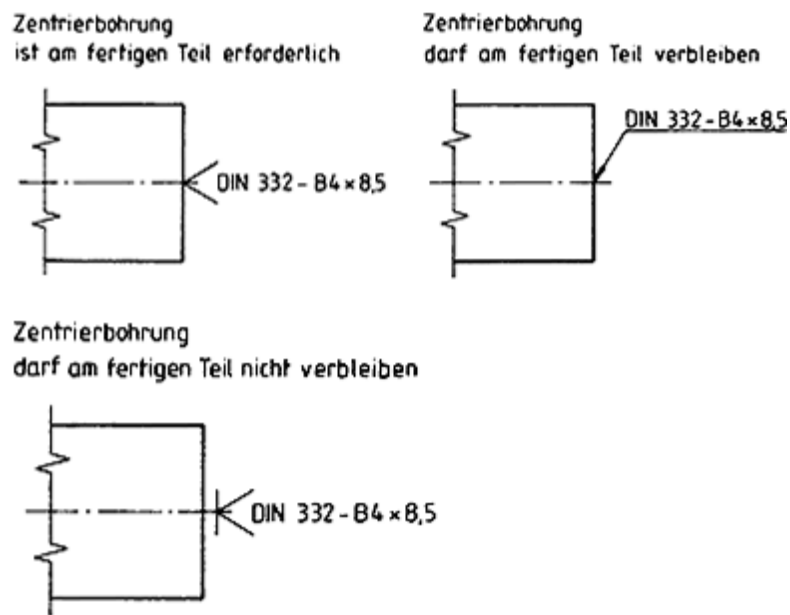 Zentrierbohrung
ist am fertigen Teil erforderlich
DIN 332-B4×8,5
Zentrierbohrung
darf am fertigen Teil verbleiben
DIN 332-B4×8,5
Zentrierbohrung
darf am fertigen Teil nicht verbleiben
DIN 332-B4×8,5